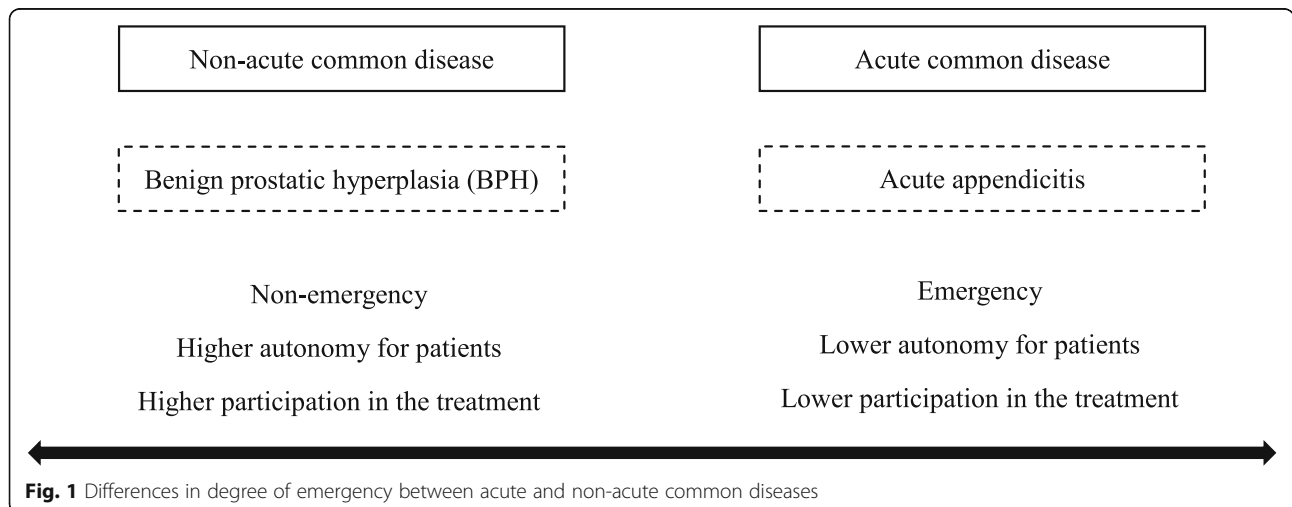 Non-acute common disease
Acute common disease
Benign prostatic hyperplasia (BPH)
Acute appendicitis
Non-emergency
Emergency
Higher autonomy for patients
Lower autonomy for patients
Higher participation in the treatment
Lower participation in the treatment
Fig. 1 Differences in degree of emergency between acute and non-acute common diseases